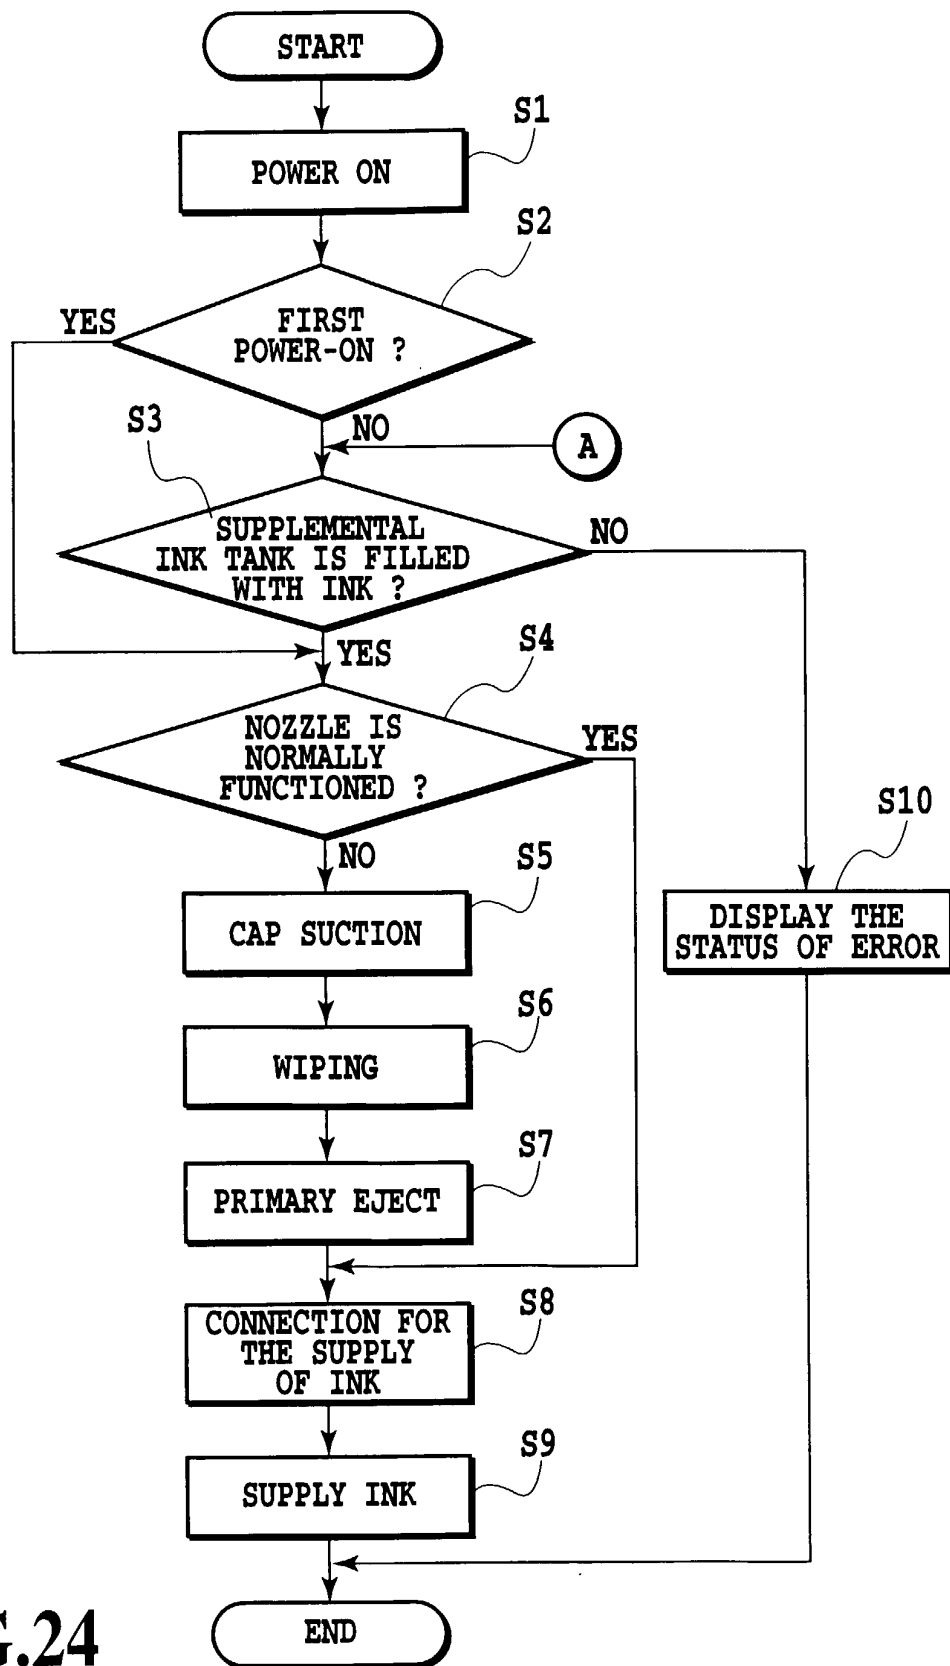 START
S1
POWER ON
S2
YES
FIRST
POWER-ON ?
S3
NO
A
SUPPLEMENTAL
INK TANK IS FILLED
WITH INK ?
NO
YES
S4
NOZZLE IS
NORMALLY
FUNCTIONED ?
YES
S10
NO
S5
CAP SUCTION
DISPLAY THE
STATUS OF ERROR
S6
WIPING
S7
PRIMARY EJECT
S8
CONNECTION FOR
THE SUPPLY
OF INK
S9
SUPPLY INK
END
G.24